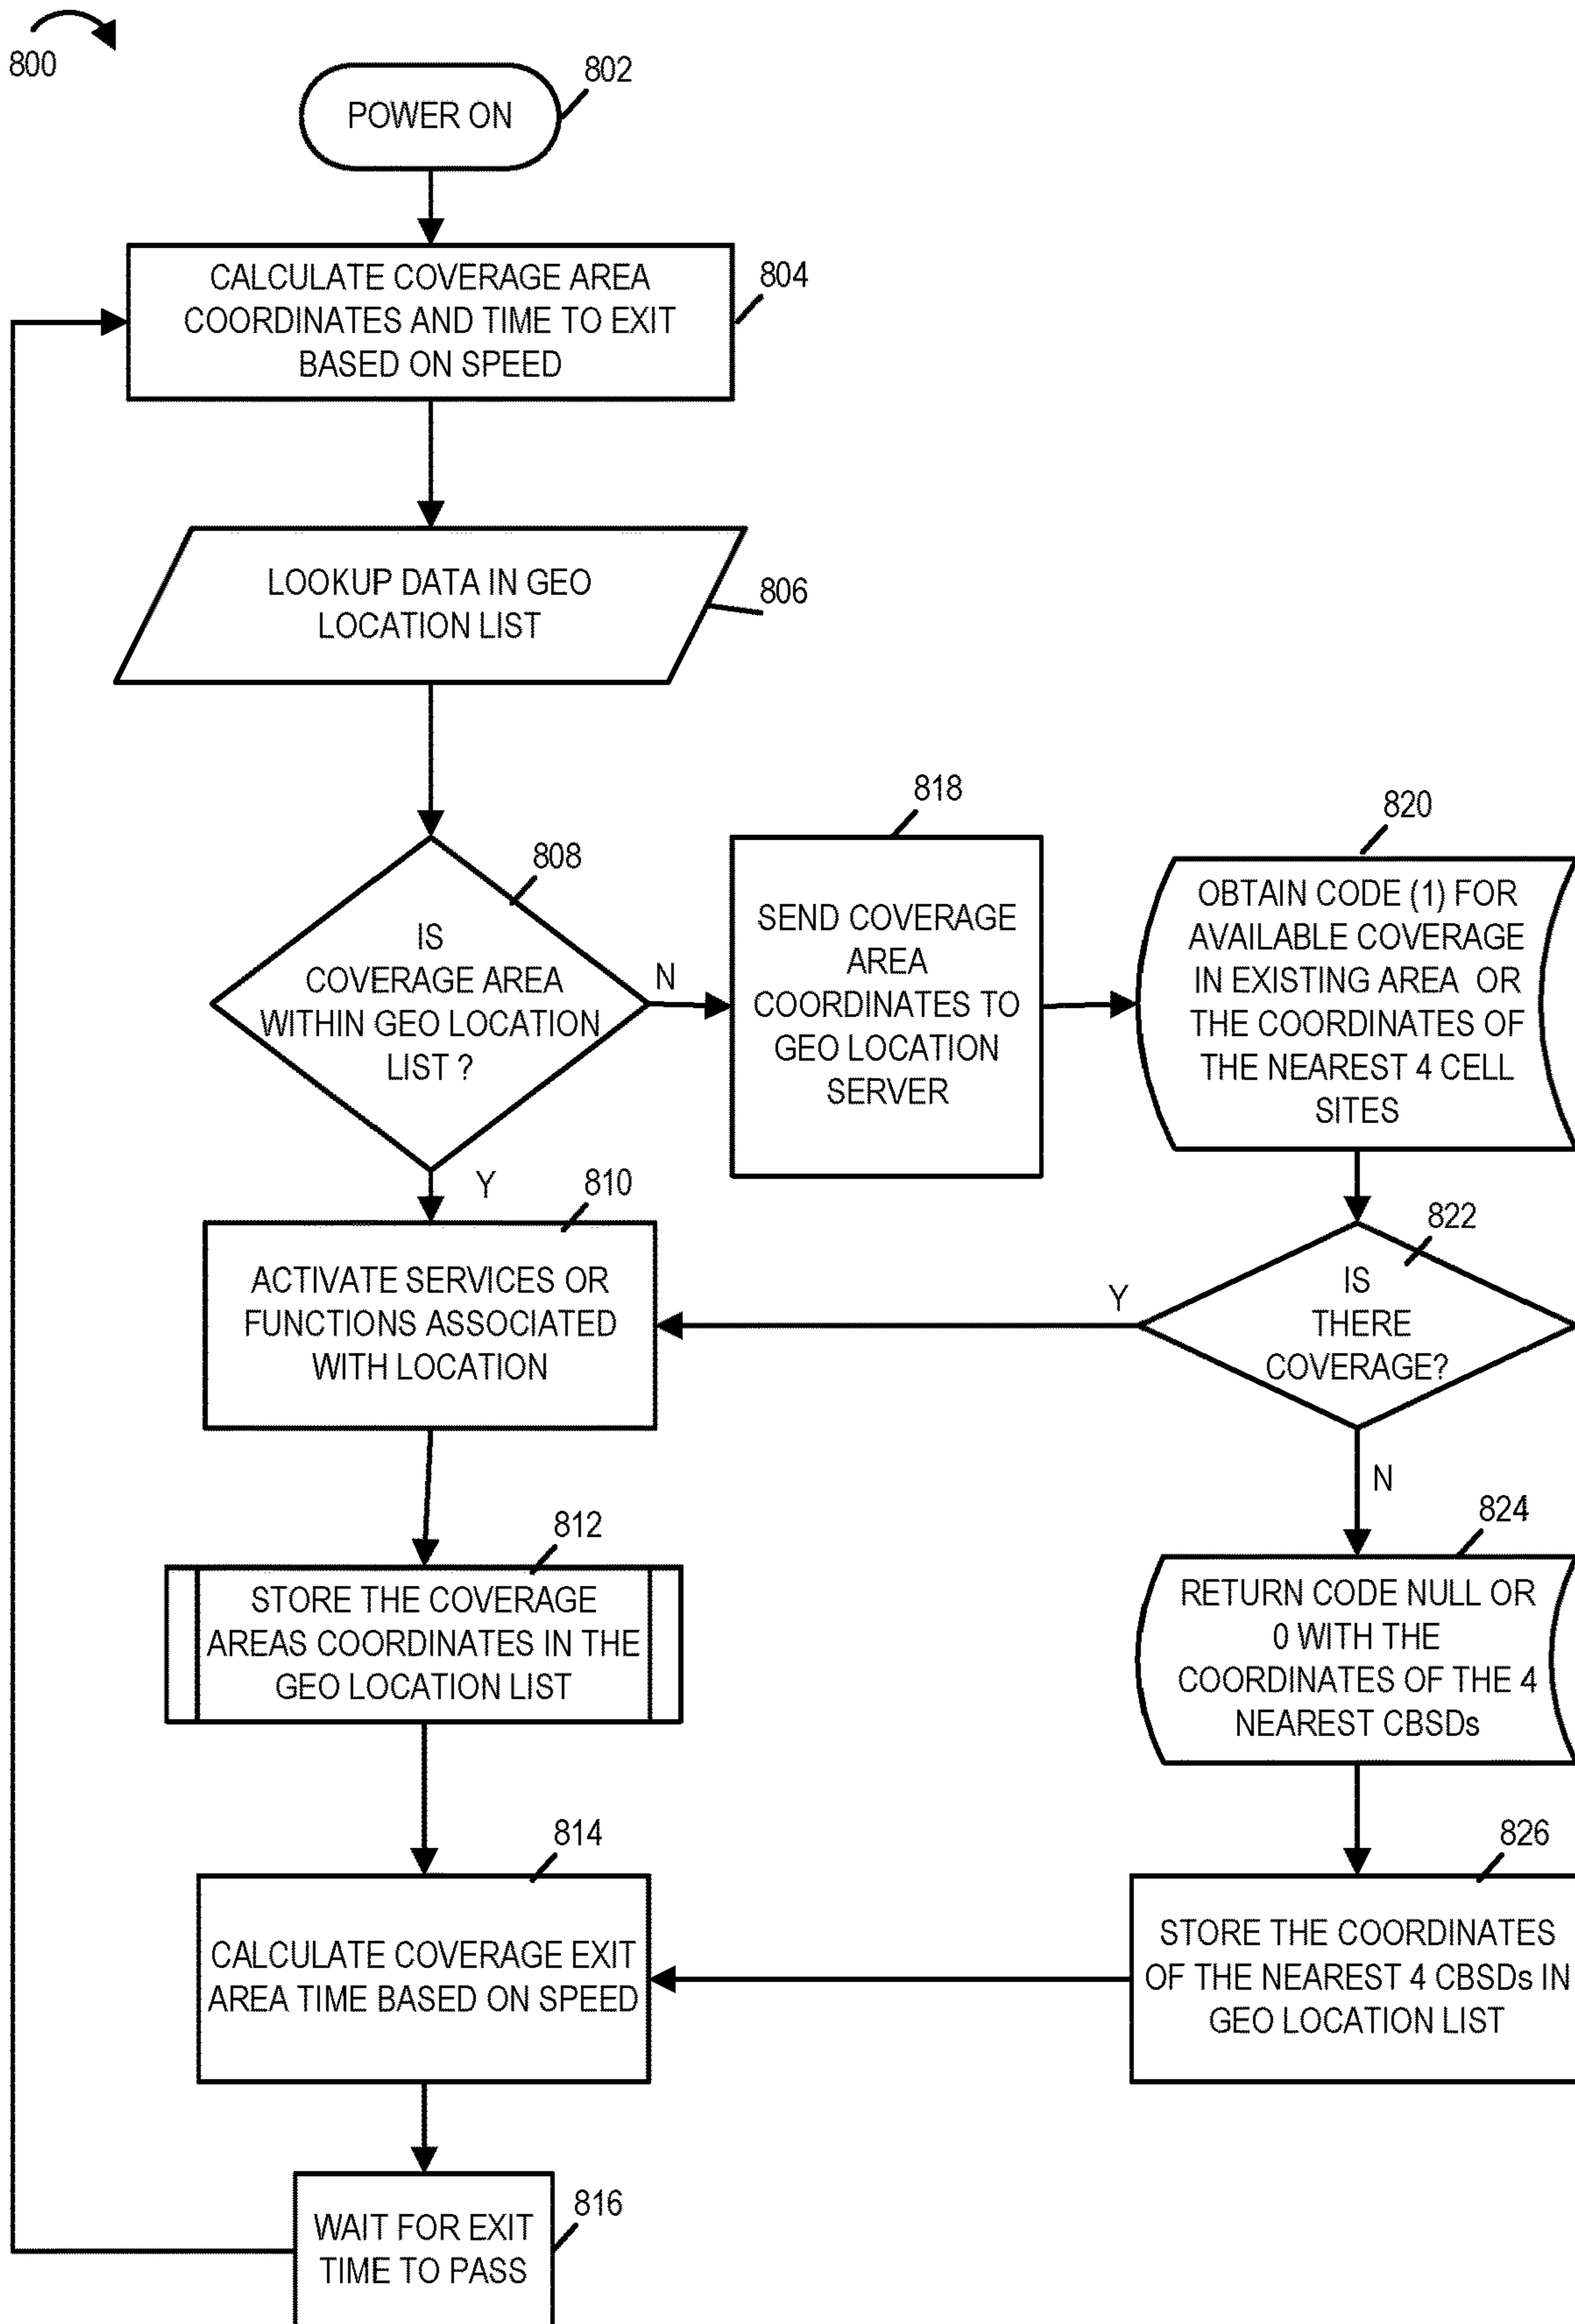 800
802
POWER ON
CALCULATE COVERAGE AREA
COORDINATES AND TIME TO EXIT
BASED ON SPEED
804
LOOKUP DATA IN GEO
LOCATION LIST
806
808
IS
COVERAGE AREA
WITHIN GEO LOCATION
LIST ?
N
Y
818
SEND COVERAGE
AREA
COORDINATES TO
GEO LOCATION
SERVER
820
OBTAIN CODE (1) FOR
AVAILABLE COVERAGE
IN EXISTING AREA OR
THE COORDINATES OF
THE NEAREST 4 CELL
SITES
810
ACTIVATE SERVICES OR
FUNCTIONS ASSOCIATED
WITH LOCATION
822
IS
THERE
COVERAGE?
Y
N
812
STORE THE COVERAGE
AREAS COORDINATES IN THE
GEO LOCATION LIST
824
RETURN CODE NULL OR
0 WITH THE
COORDINATES OF THE 4
NEAREST CBSDs
814
CALCULATE COVERAGE EXIT
AREA TIME BASED ON SPEED
826
STORE THE COORDINATES
OF THE NEAREST 4 CBSDs IN
GEO LOCATION LIST
816
WAIT FOR EXIT
TIME TO PASS